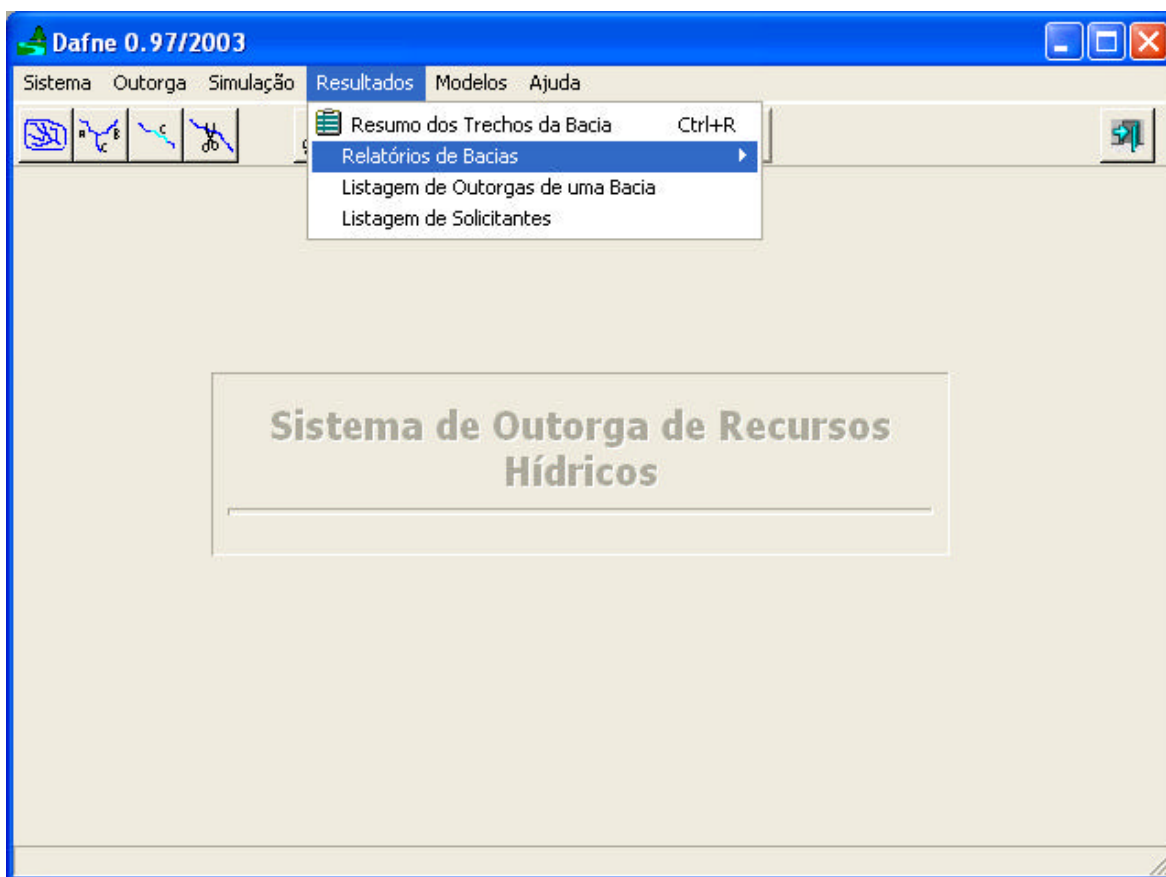 Dafne 0.97/2003
Sistema Outorga Simulação Resultados Modelos Ajuda
A B C C
Resumo dos Trechos da Bacia Ctrl+R
Relatórios de Bacias
Listagem de Outorgas de uma Bacia
Listagem de Solicitantes
Sistema de Outorga de Recursos
Hídricos